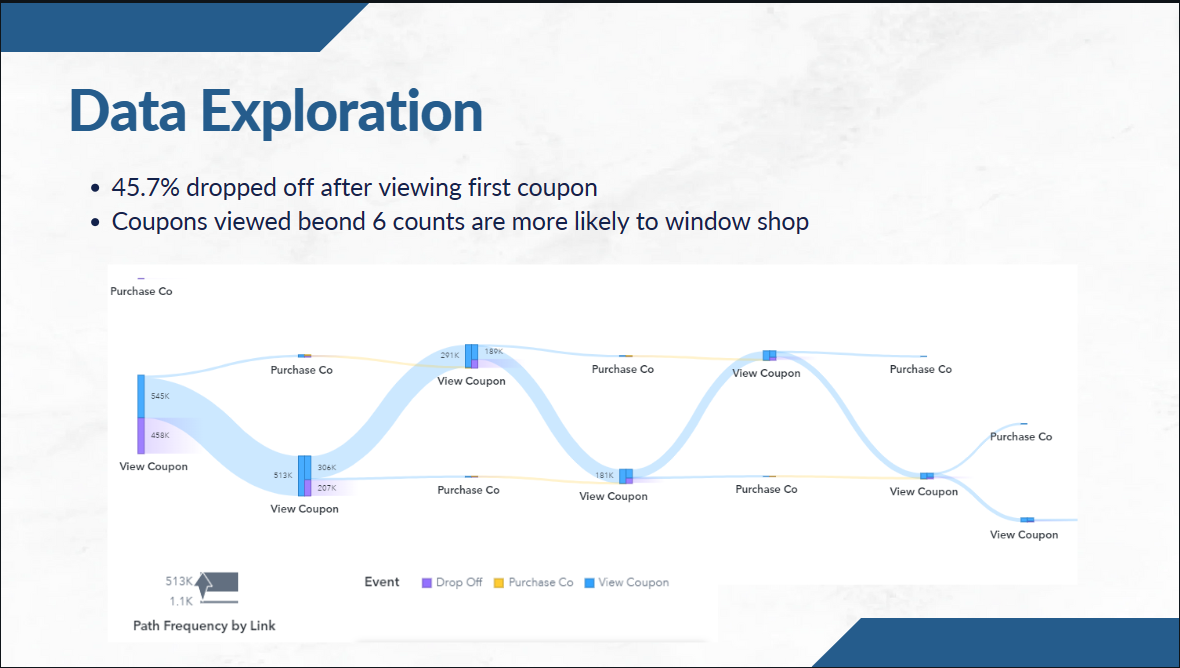 Data Exploration
• 45.7% dropped off after viewing first coupon
• Coupons viewed beond 6 counts are more likely to window shop
Purchase Co
545K
458K
View Coupon
Purchase Co
513K
306K
207K
View Coupon
291K
189K
View Coupon
Purchase Co
Purchase Co
181K
View Coupon
View Coupon
Purchase Co
Purchase Co
View Coupon
Purchase Co
View Coupon
513K
1.1K
Path Frequency by Link
Event Drop Off Purchase Co View Coupon